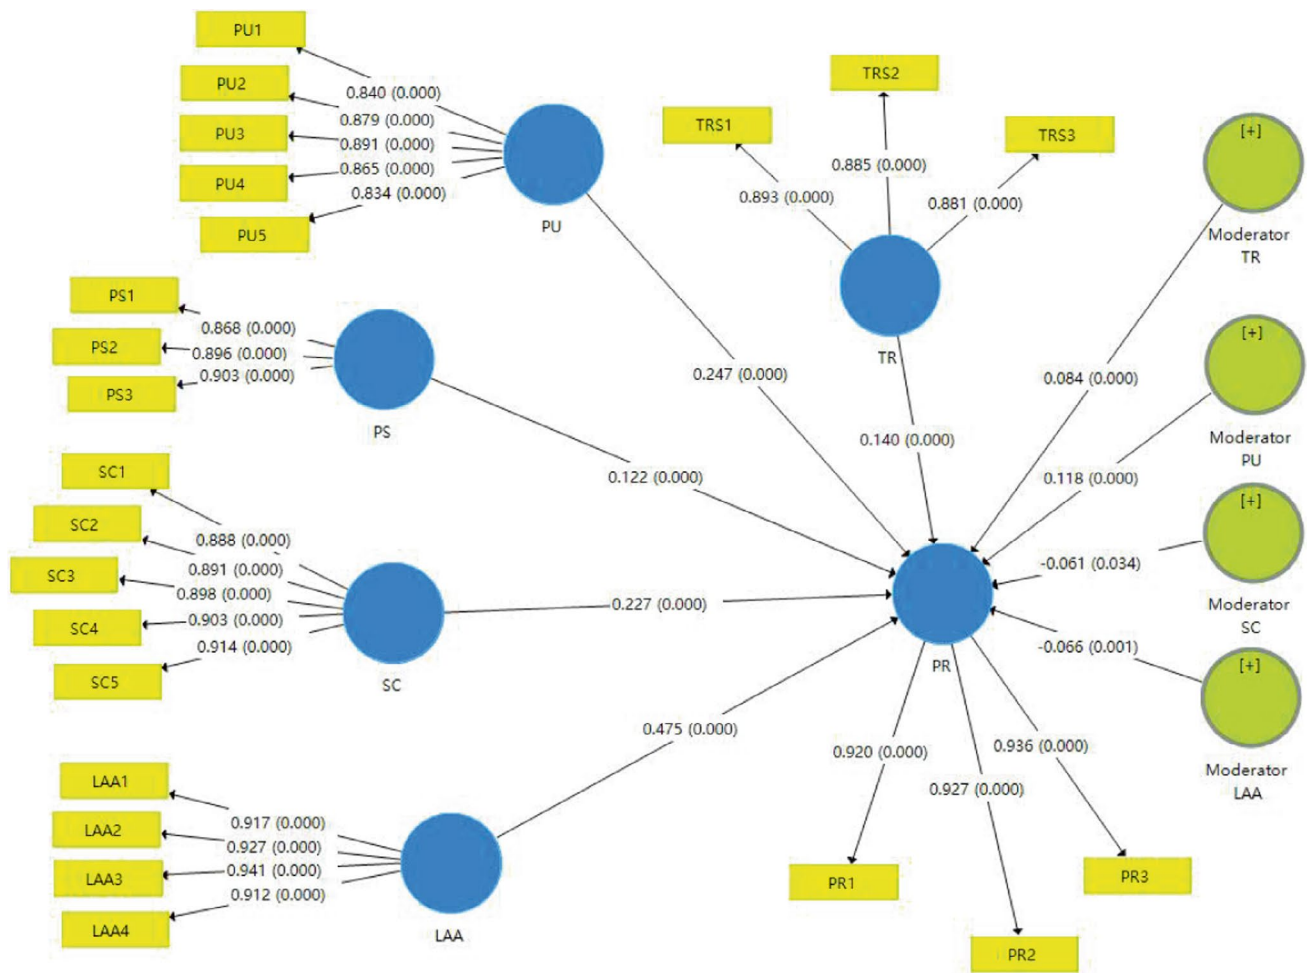 PU1
PU2
PU3
PU4
PU5
0.840 (0.000)
0.879 (0.000)
0.891 (0.000)
0.865 (0.000)
0.834 (0.000)
PU
TRS1
TRS2
TRS3
0.893 (0.000)
0.885 (0.000)
0.881 (0.000)
TR
[+]
Moderator
TR
PS1
PS2
PS3
0.868 (0.000)
0.896 (0.000)
0.903 (0.000)
PS
0.247 (0.000)
0.140 (0.000)
0.084 (0.000)
[+]
Moderator
PU
0.122 (0.000)
0.118 (0.000)
SC1
SC2
SC3
SC4
SC5
0.888 (0.000)
0.891 (0.000)
0.898 (0.000)
0.903 (0.000)
0.914 (0.000)
SC
0.227 (0.000)
PR
-0.061 (0.034)
[+]
Moderator
SC
-0.066 (0.001)
[+]
Moderator
LAA
0.475 (0.000)
0.920 (0.000)
0.927 (0.000)
0.936 (0.000)
LAA1
LAA2
LAA3
LAA4
0.917 (0.000)
0.927 (0.000)
0.941 (0.000)
0.912 (0.000)
LAA
PR1
PR2
PR3